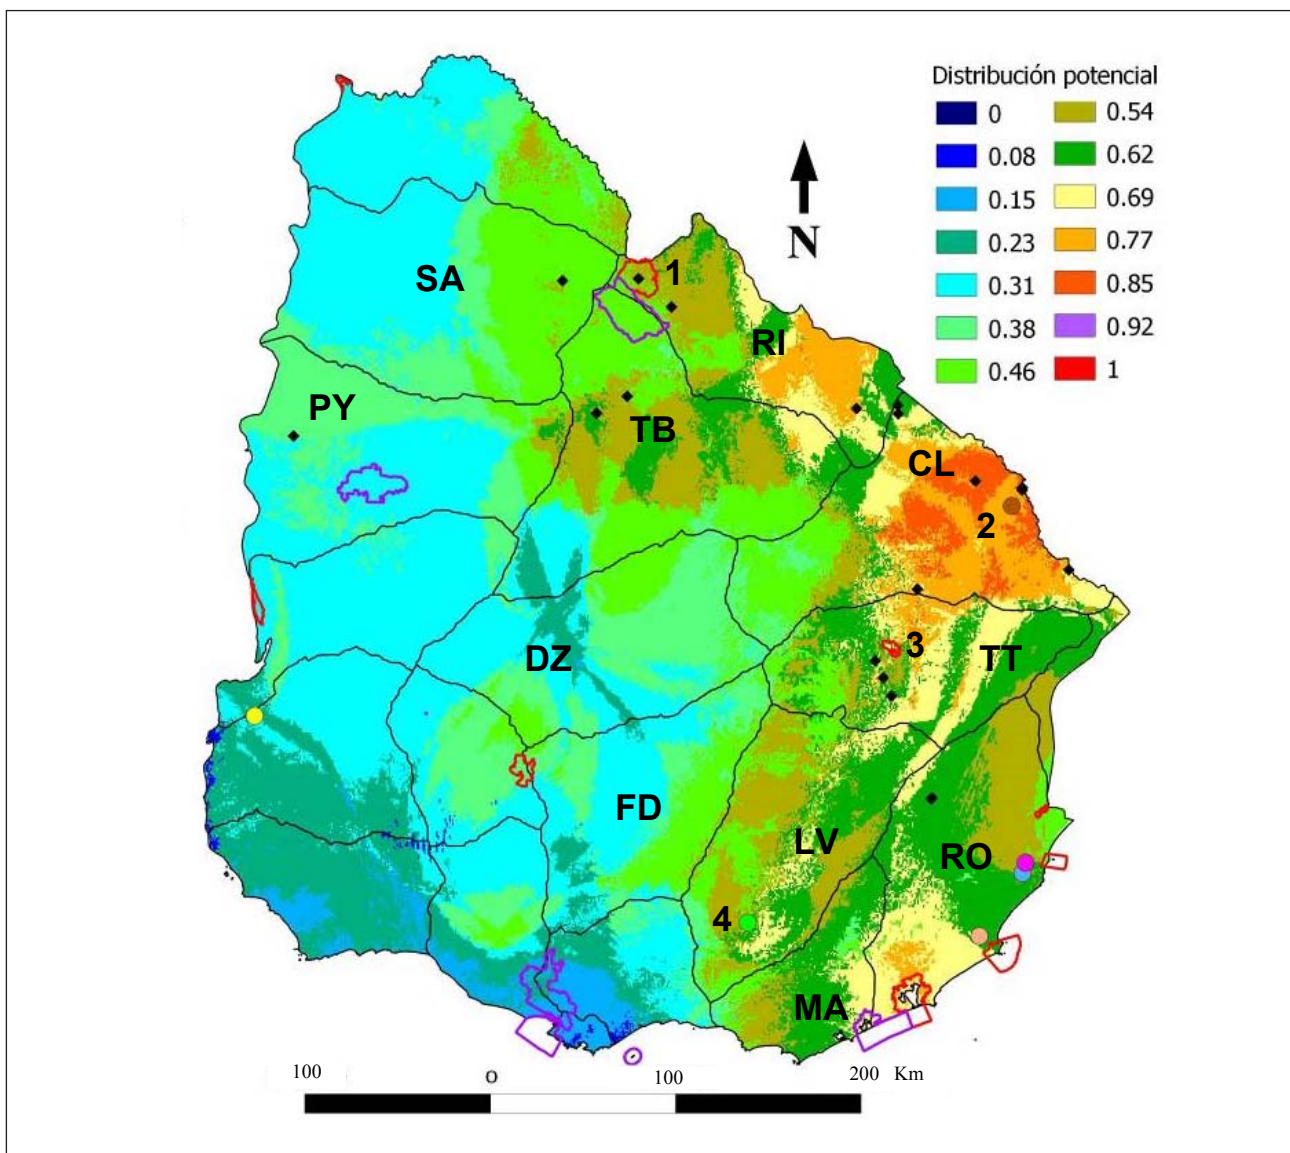 Distribución potencial
0 0.54
0.08 0.62
0.15 0.69
0.23 0.77
0.31 0.85
0.38 0.92
0.46 1
N
SA
1
RI
PY
TB
CL
2
DZ
3
TT
FD
LV
RO
4
MA
100 0 100 200 Km